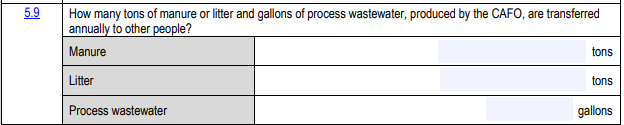 5.9 How many tons of manure or litter and gallons of process wastewater, produced by the CAFO, are transferred
annually to other people?
Manure tons
Litter tons
Process wastewater gallons